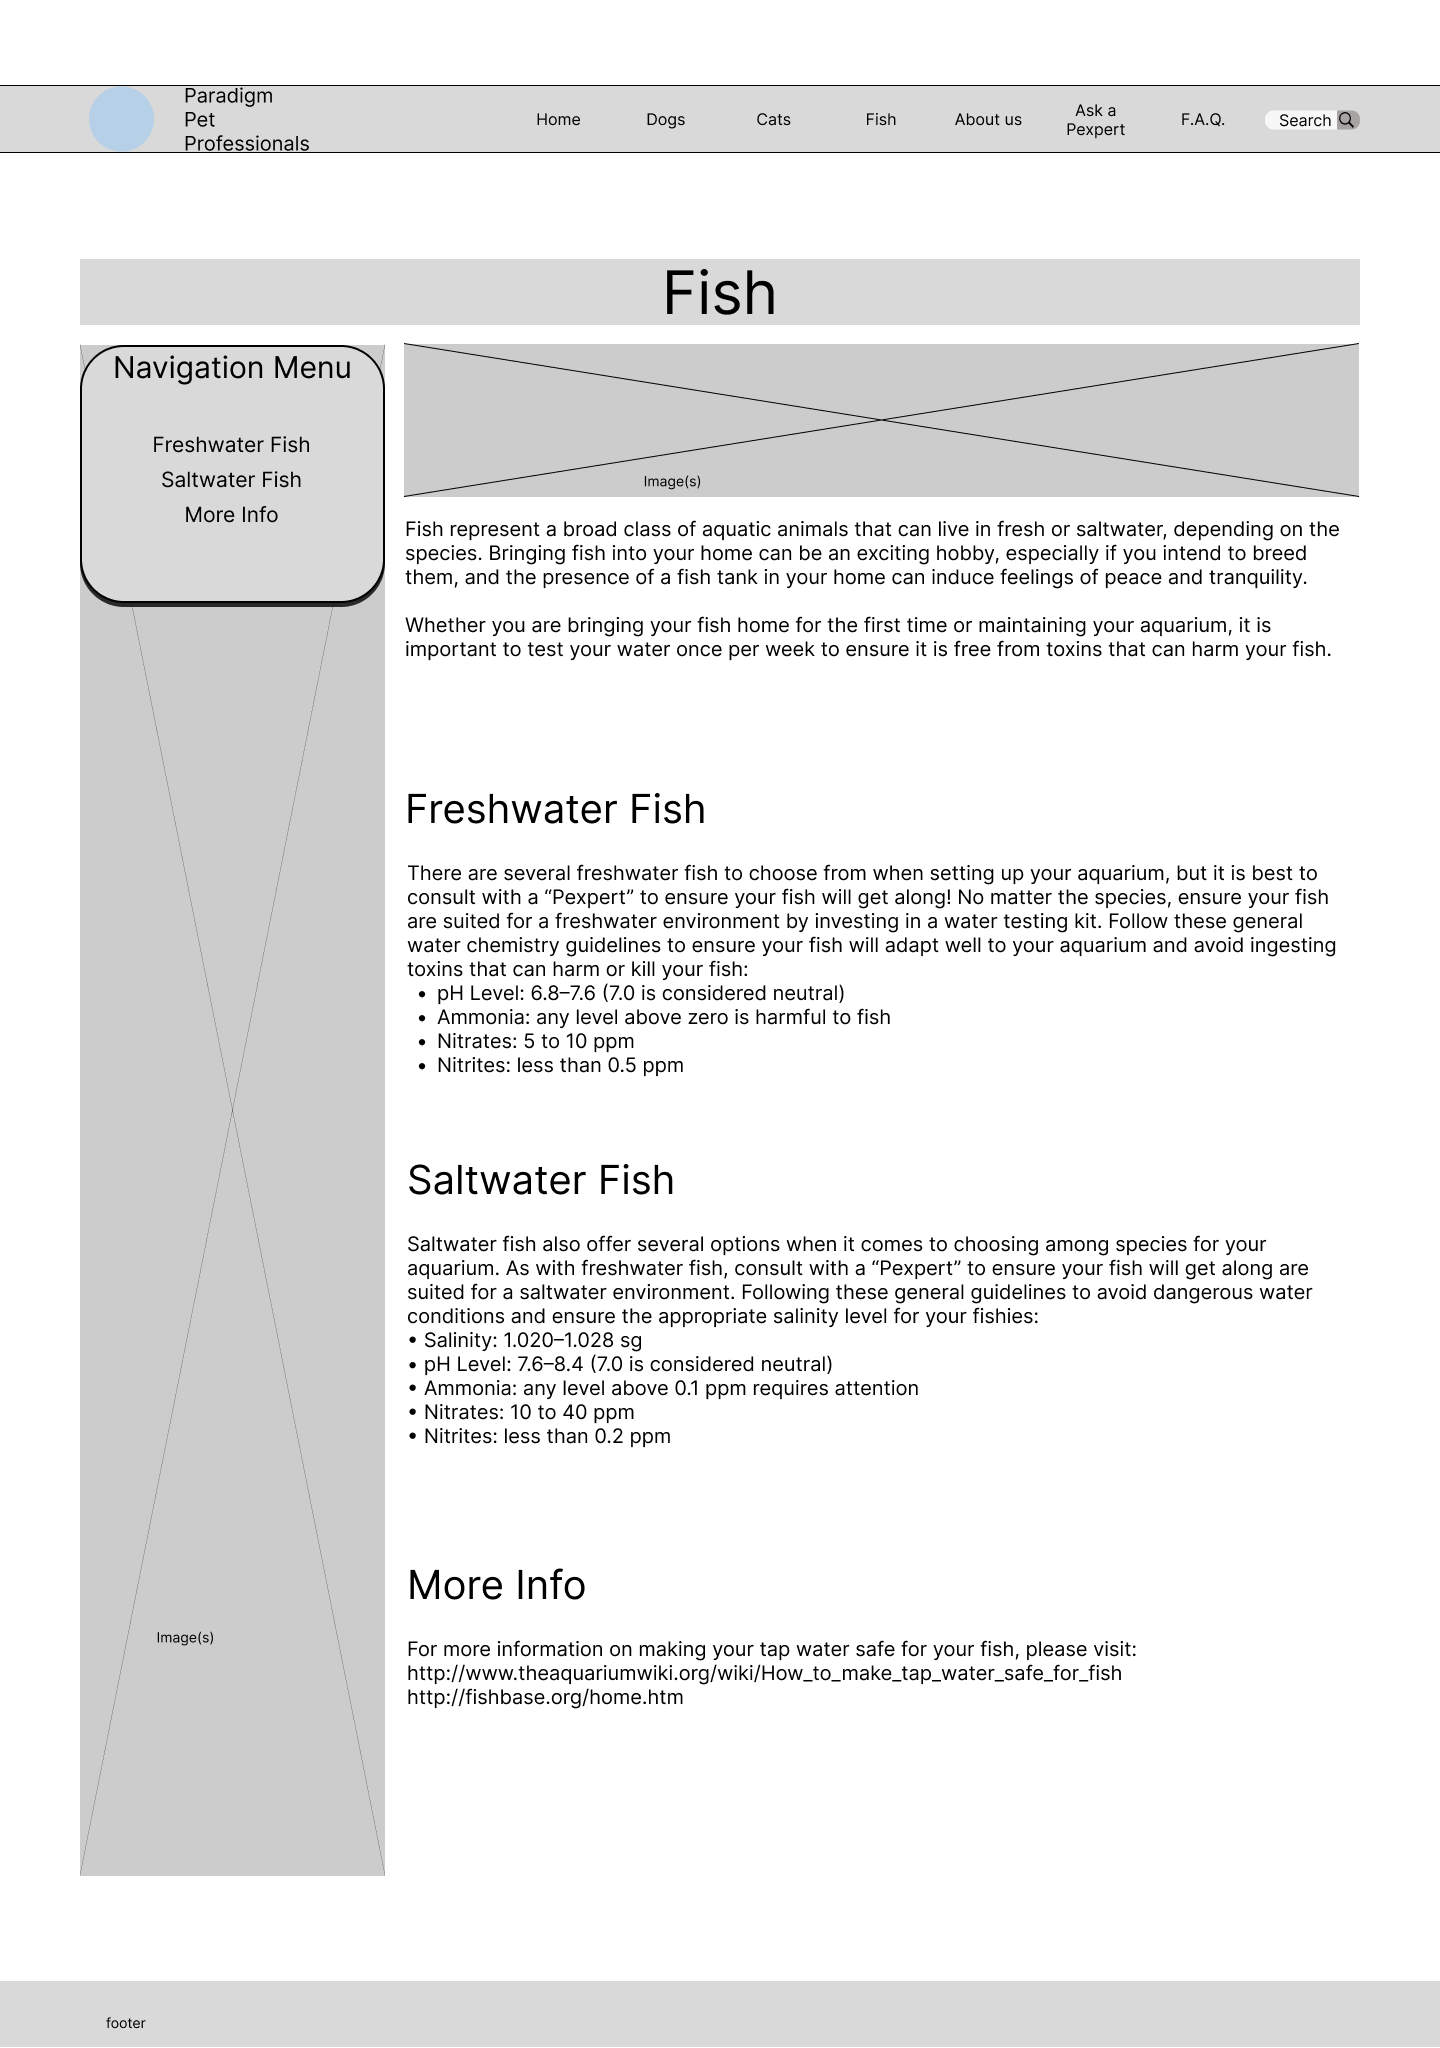 Paradigm
Pet
Professionals
Home
Dogs
Cats
Fish
About us
Ask a
Pexpert
F.A.Q.
Search
Fish
Navigation Menu
Freshwater Fish
Saltwater Fish
More Info
Image(s)
Fish represent a broad class of aquatic animals that can live in fresh or saltwater, depending on the
species. Bringing fish into your home can be an exciting hobby, especially if you intend to breed
them, and the presence of a fish tank in your home can induce feelings of peace and tranquility.
Whether you are bringing your fish home for the first time or maintaining your aquarium, it is
important to test your water once per week to ensure it is free from toxins that can harm your fish.
Freshwater Fish
There are several freshwater fish to choose from when setting up your aquarium, but it is best to
consult with a “Pexpert” to ensure your fish will get along! No matter the species, ensure your fish
are suited for a freshwater environment by investing in a water testing kit. Follow these general
water chemistry guidelines to ensure your fish will adapt well to your aquarium and avoid ingesting
toxins that can harm or kill your fish:
• pH Level: 6.8–7.6 (7.0 is considered neutral)
• Ammonia: any level above zero is harmful to fish
• Nitrates: 5 to 10 ppm
• Nitrites: less than 0.5 ppm
Saltwater Fish
Saltwater fish also offer several options when it comes to choosing among species for your
aquarium. As with freshwater fish, consult with a “Pexpert” to ensure your fish will get along are
suited for a saltwater environment. Following these general guidelines to avoid dangerous water
conditions and ensure the appropriate salinity level for your fishies:
• Salinity: 1.020–1.028 sg
• pH Level: 7.6–8.4 (7.0 is considered neutral)
• Ammonia: any level above 0.1 ppm requires attention
• Nitrates: 10 to 40 ppm
• Nitrites: less than 0.2 ppm
More Info
For more information on making your tap water safe for your fish, please visit:
http://www.theaquariumwiki.org/wiki/How_to_make_tap_water_safe_for_fish
http://fishbase.org/home.htm
Image(s)
footer